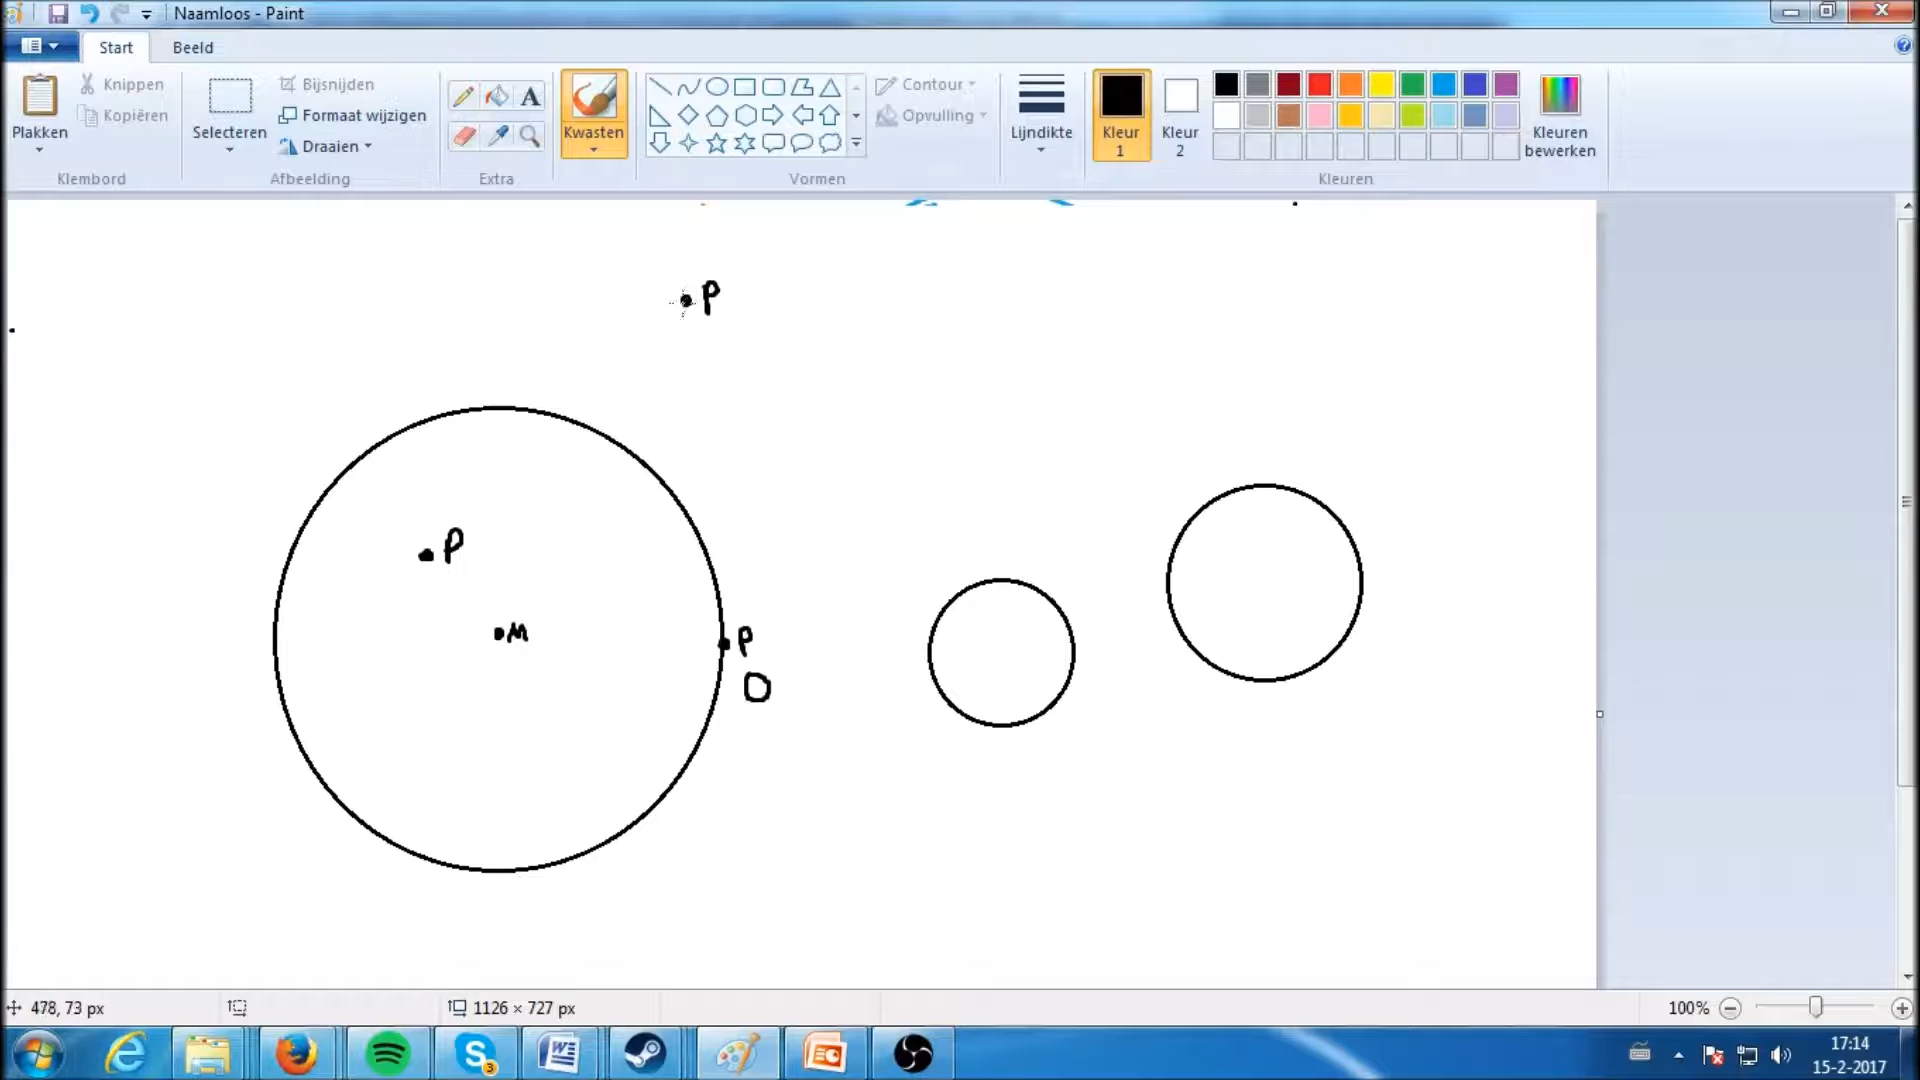 Naamloos - Paint
Start Beeld
Plakken
Knippen
Kopiëren
Klembord
Selecteren
Bijsnijden
Formaat wijzigen
Draaien
Afbeelding
A
Extra
Kwasten
Vormen
Contour
Opvulling
Lijndikte
Kleur
1
Kleur
2
Kleuren
bewerken
Kleuren
P
P
M
P
O
478, 73 px
1126 × 727 px
100%
3
17:14
15-2-2017